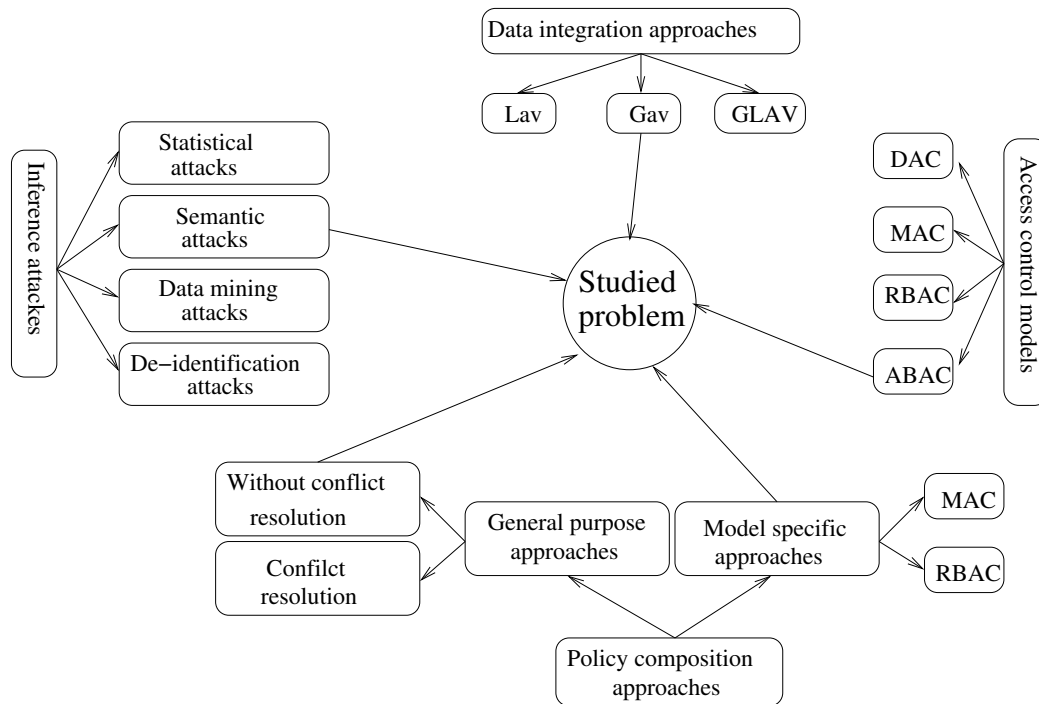 Data integration approaches
Lav
Gav
GLAV
Inference attackes
Statistical
attacks
Semantic
attacks
Data mining
attacks
De−identification
attacks
Studied
problem
DAC
MAC
RBAC
ABAC
Access control models
Without conflict
resolution
Confilct
resolution
General purpose
approaches
Model specific
approaches
MAC
RBAC
Policy composition
approaches